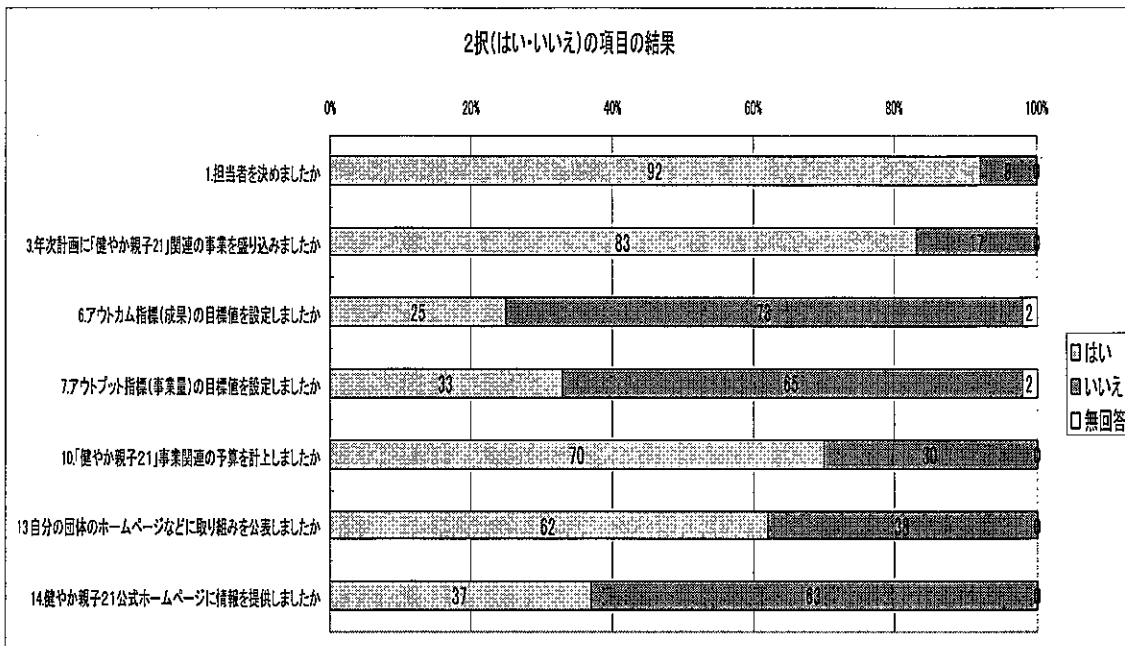 2択(はい・いいえ)の項目の結果
0% 20% 40% 60% 80% 100%
1.担当者を決めましたか 92 8 0
3.年次計画に「健やか親子21」関連の事業を盛り込みましたか 83 17 0
6.アウトカム指標(成果)の目標値を設定しましたか 25 73 2
7.アウトプット指標(事業量)の目標値を設定しましたか 33 65 2
10.「健やか親子21」事業関連の予算を計上しましたか 70 30 0
13自分の団体のホームページなどに取り組みを公表しましたか 62 0
14.健やか親子21公式ホームページに情報を提供しましたか 37 63 0
はい
いいえ
無回答